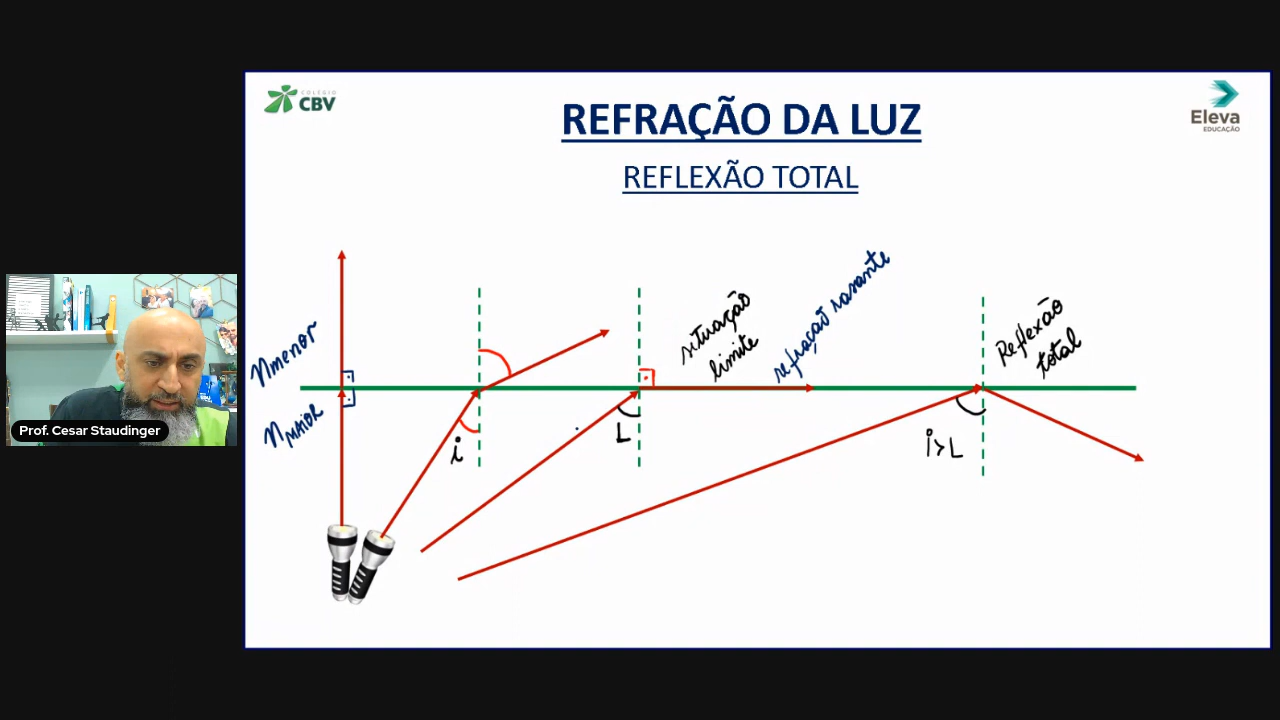 COLÉGIO
CBV
REFRAÇÃO DA LUZ
Eleva
EDUCAÇÃO
REFLEXÃO TOTAL
nmenor
nMAIOR
i
L
situação
limite
refração rasante
Reflexão
total
i>L
Prof. Cesar Staudinger